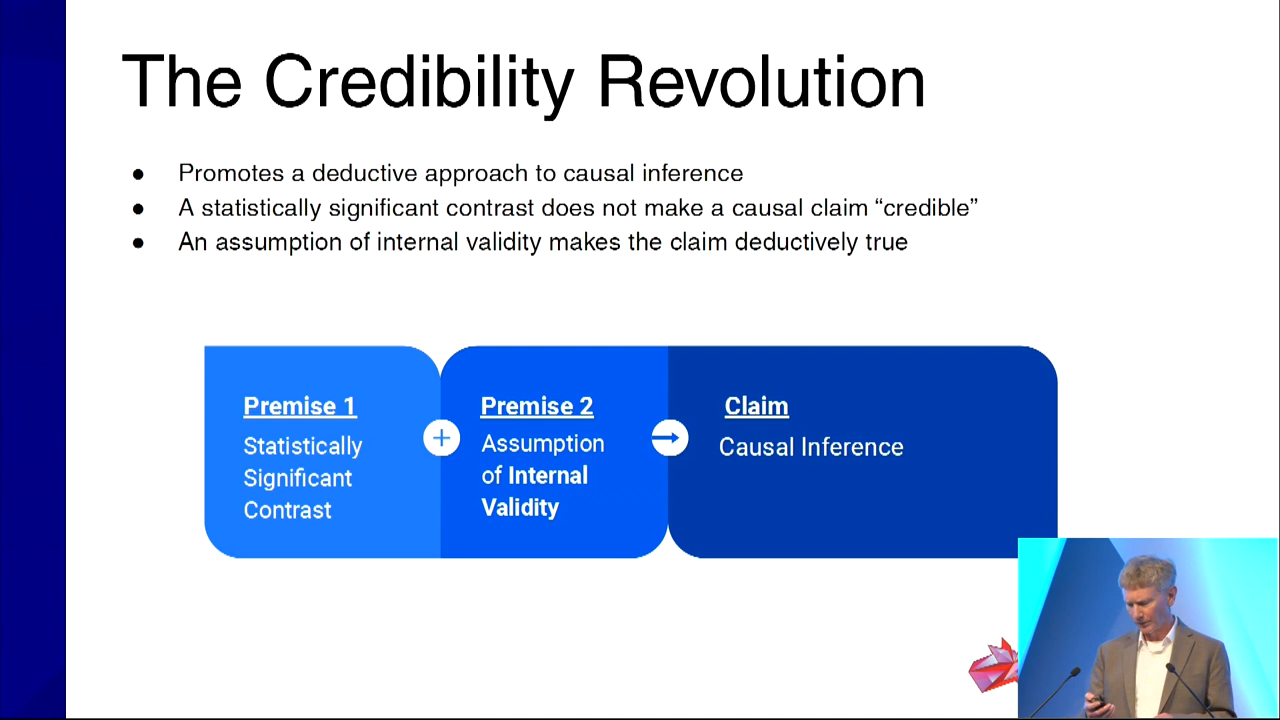 The Credibility Revolution
● Promotes a deductive approach to causal inference
● A statistically significant contrast does not make a causal claim “credible”
● An assumption of internal validity makes the claim deductively true
Premise 1
Statistically
Significant
Contrast
+
Premise 2
Assumption
of Internal
Validity
→
Claim
Causal Inference